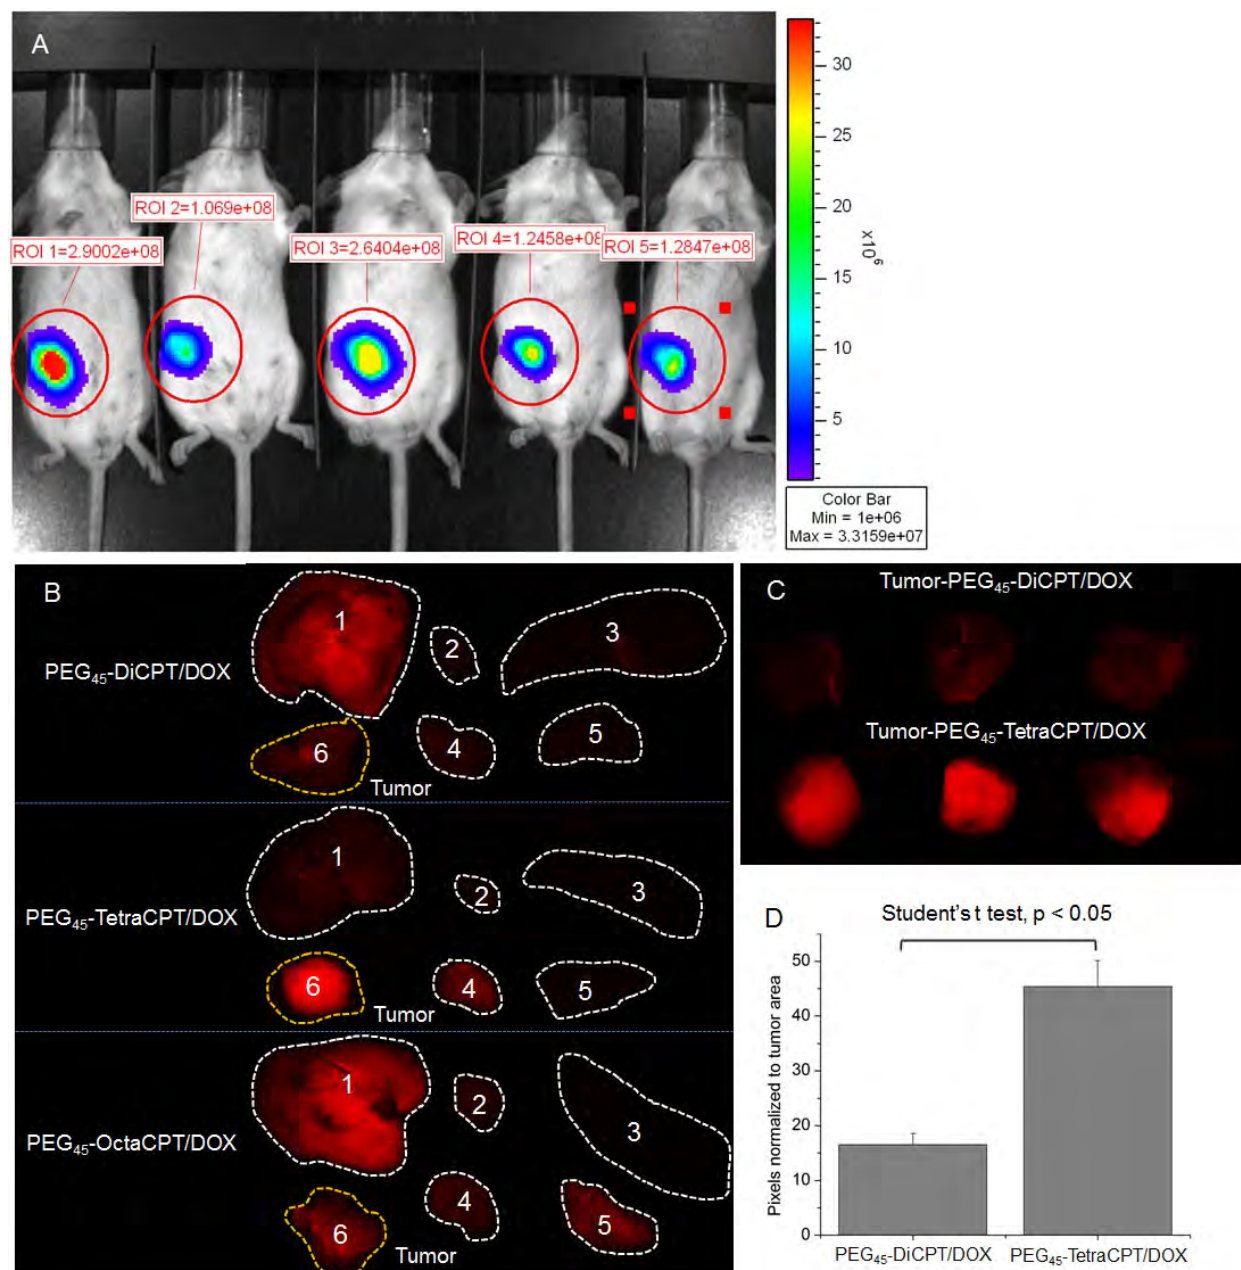 A
ROI 1=2.9002e+08
ROI 2=1.069e+08
ROI 3=2.6404e+08
ROI 4=1.2458e+08
ROI 5=1.2847e+08
30
25
20
15
10
5
x10^6
Color Bar
Min = 1e+06
Max = 3.3159e+07
B
PEG45-DiCPT/DOX
1
2
3
4
5
6
Tumor
PEG45-TetraCPT/DOX
1
2
3
4
5
6
Tumor
PEG45-OctaCPT/DOX
1
2
3
4
5
6
Tumor
C
Tumor-PEG45-DiCPT/DOX
Tumor-PEG45-TetraCPT/DOX
D
Student's t test, p < 0.05
Pixels normalized to tumor area
50
40
30
20
10
0
PEG45-DiCPT/DOX
PEG45-TetraCPT/DOX